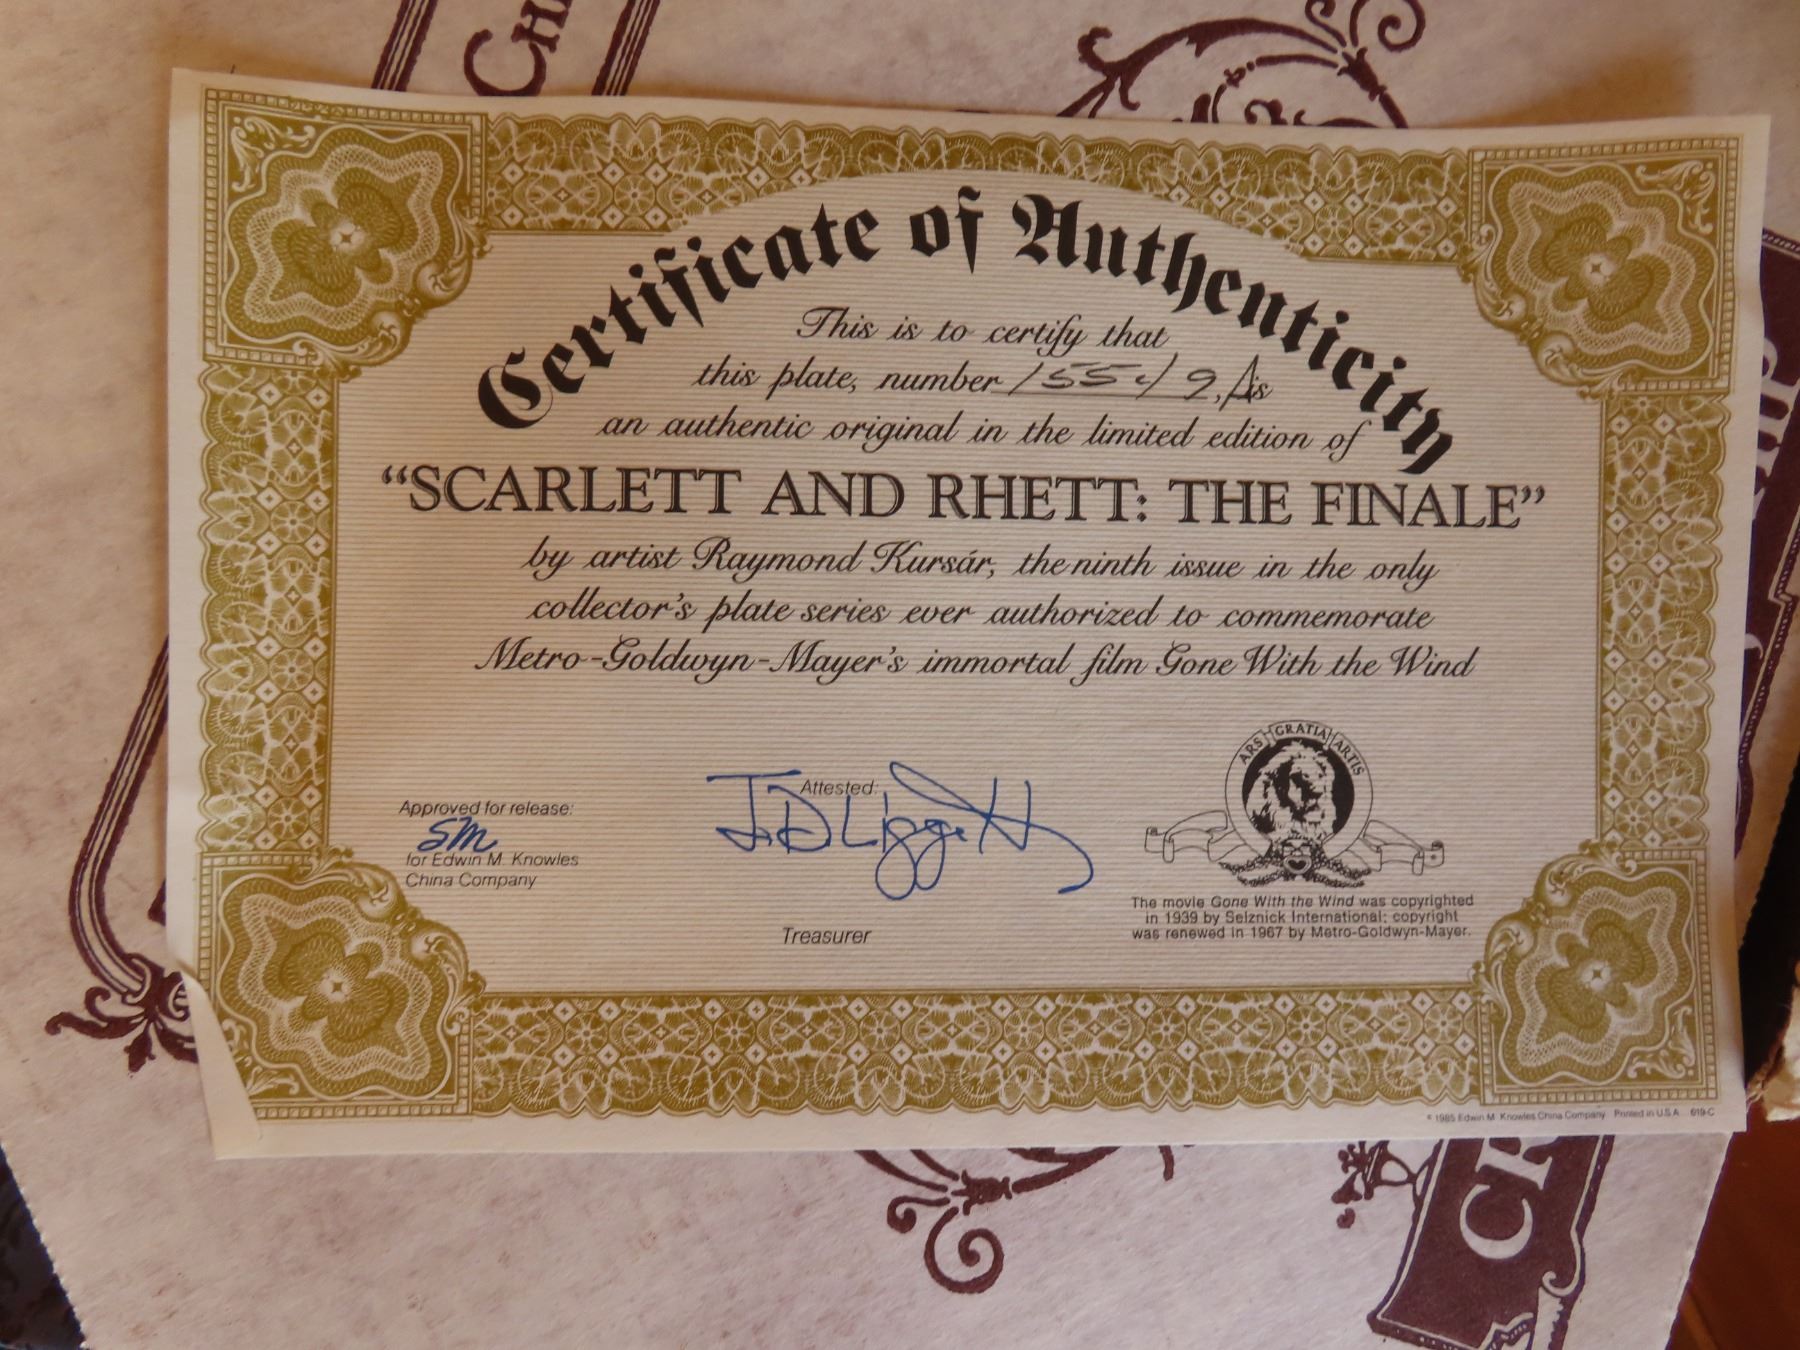 CH
Certificate of Authenticity
This is to certify that
this plate, number 155 is
an authentic original in the limited edition of
“SCARLETT AND RHETT: THE FINALE”
by artist Raymond Kursár, the ninth issue in the only
collector's plate series ever authorized to commemorate
Metro-Goldwyn-Mayer's immortal film Gone With the Wind
ARS GRATIA ARTIS
Approved for release:
SM
for Edwin M. Knowles
China Company
Attested:
J.D. Liggett
Treasurer
The movie Gone With the Wind was copyrighted
in 1939 by Selznick International; copyright
was renewed in 1967 by Metro-Goldwyn-Mayer.
© 1985 Edwin M. Knowles China Company Printed in U.S.A. 619-C